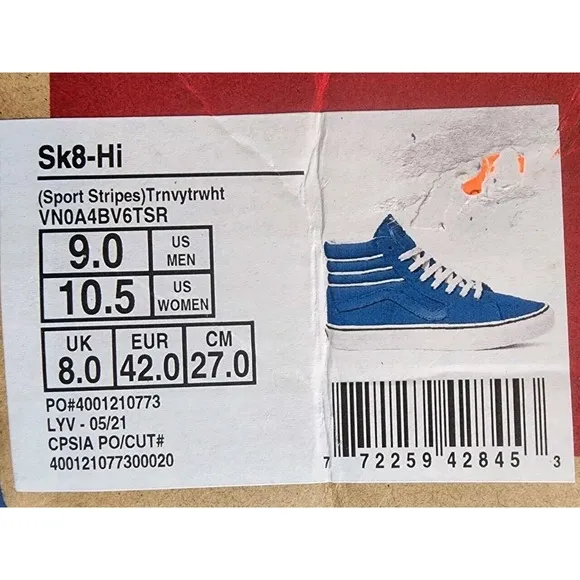 Sk8-Hi
(Sport Stripes)Trnvytrwht
VN0A4BV6TSR
9.0 US MEN
10.5 US WOMEN
UK EUR CM
8.0 42.0 27.0
PO#4001210773
LYV - 05/21
CPSIA PO/CUT#
400121077300020
7 72259 42845 3